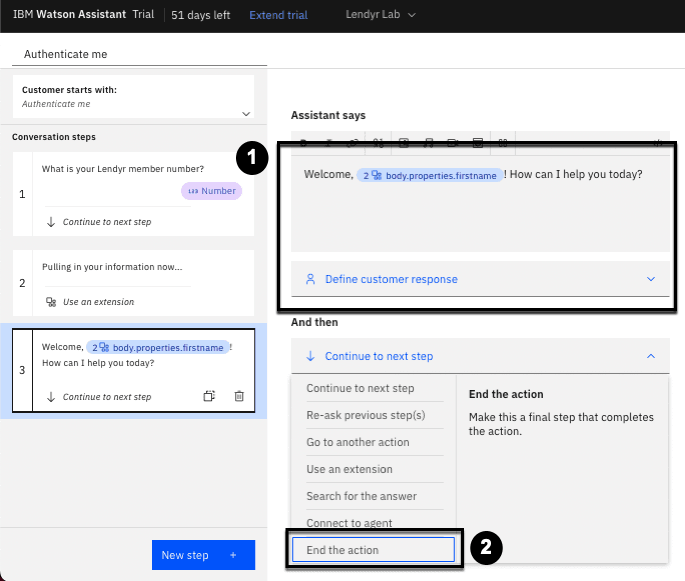 IBM Watson Assistant Trial 51 days left Extend trial Lendyr Lab
Authenticate me
Customer starts with:
Authenticate me
Conversation steps
1
What is your Lendyr member number?
123 Number
Continue to next step
2
Pulling in your information now...
Use an extension
3
Welcome, 2 body.properties.firstname !
How can I help you today?
Continue to next step
New step +
Assistant says
1
Welcome, 2 body.properties.firstname ! How can I help you today?
Define customer response
And then
Continue to next step
Continue to next step
Re-ask previous step(s)
Go to another action
Use an extension
Search for the answer
Connect to agent
End the action
2
End the action
Make this a final step that completes
the action.